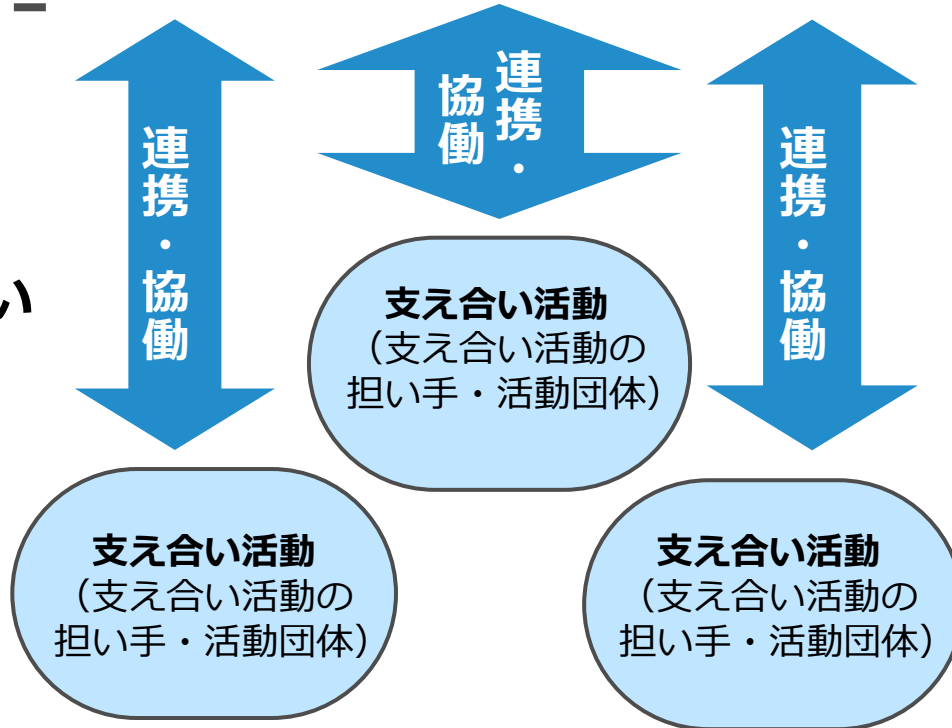 連携・協働
連携・
協働
連携・協働
い
支え合い活動
（支え合い活動の
担い手・活動団体）
支え合い活動
（支え合い活動の
担い手・活動団体）
支え合い活動
（支え合い活動の
担い手・活動団体）